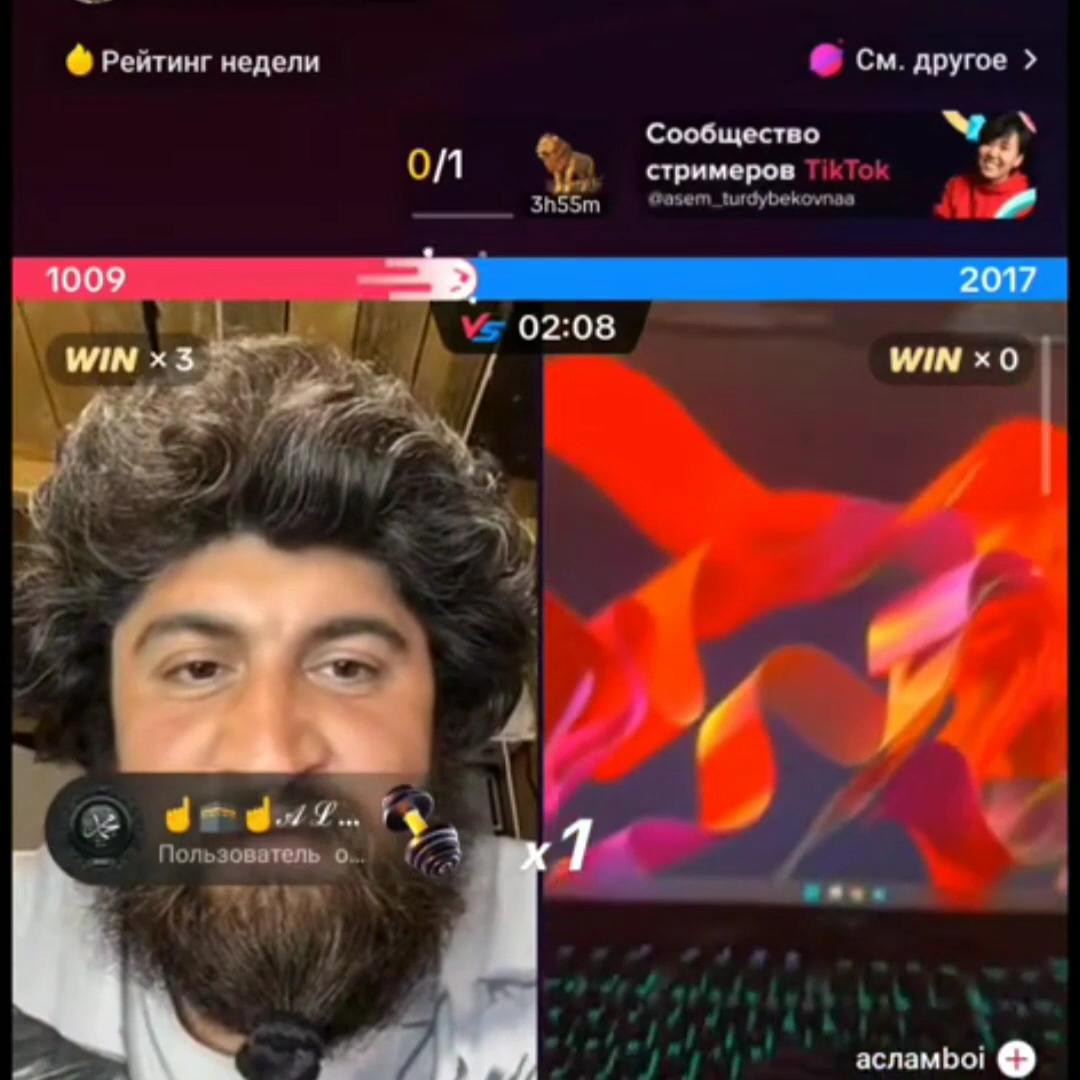 Рейтинг недели
См. другое
0/1
3h55m
Сообщество
стримеров TikTok
@asem_turdybekovnaa
1009
2017
VS 02:08
WIN × 3
WIN × 0
☝️🕋☝️𝒜 ℒ...
Пользователь о...
x1
асламboi